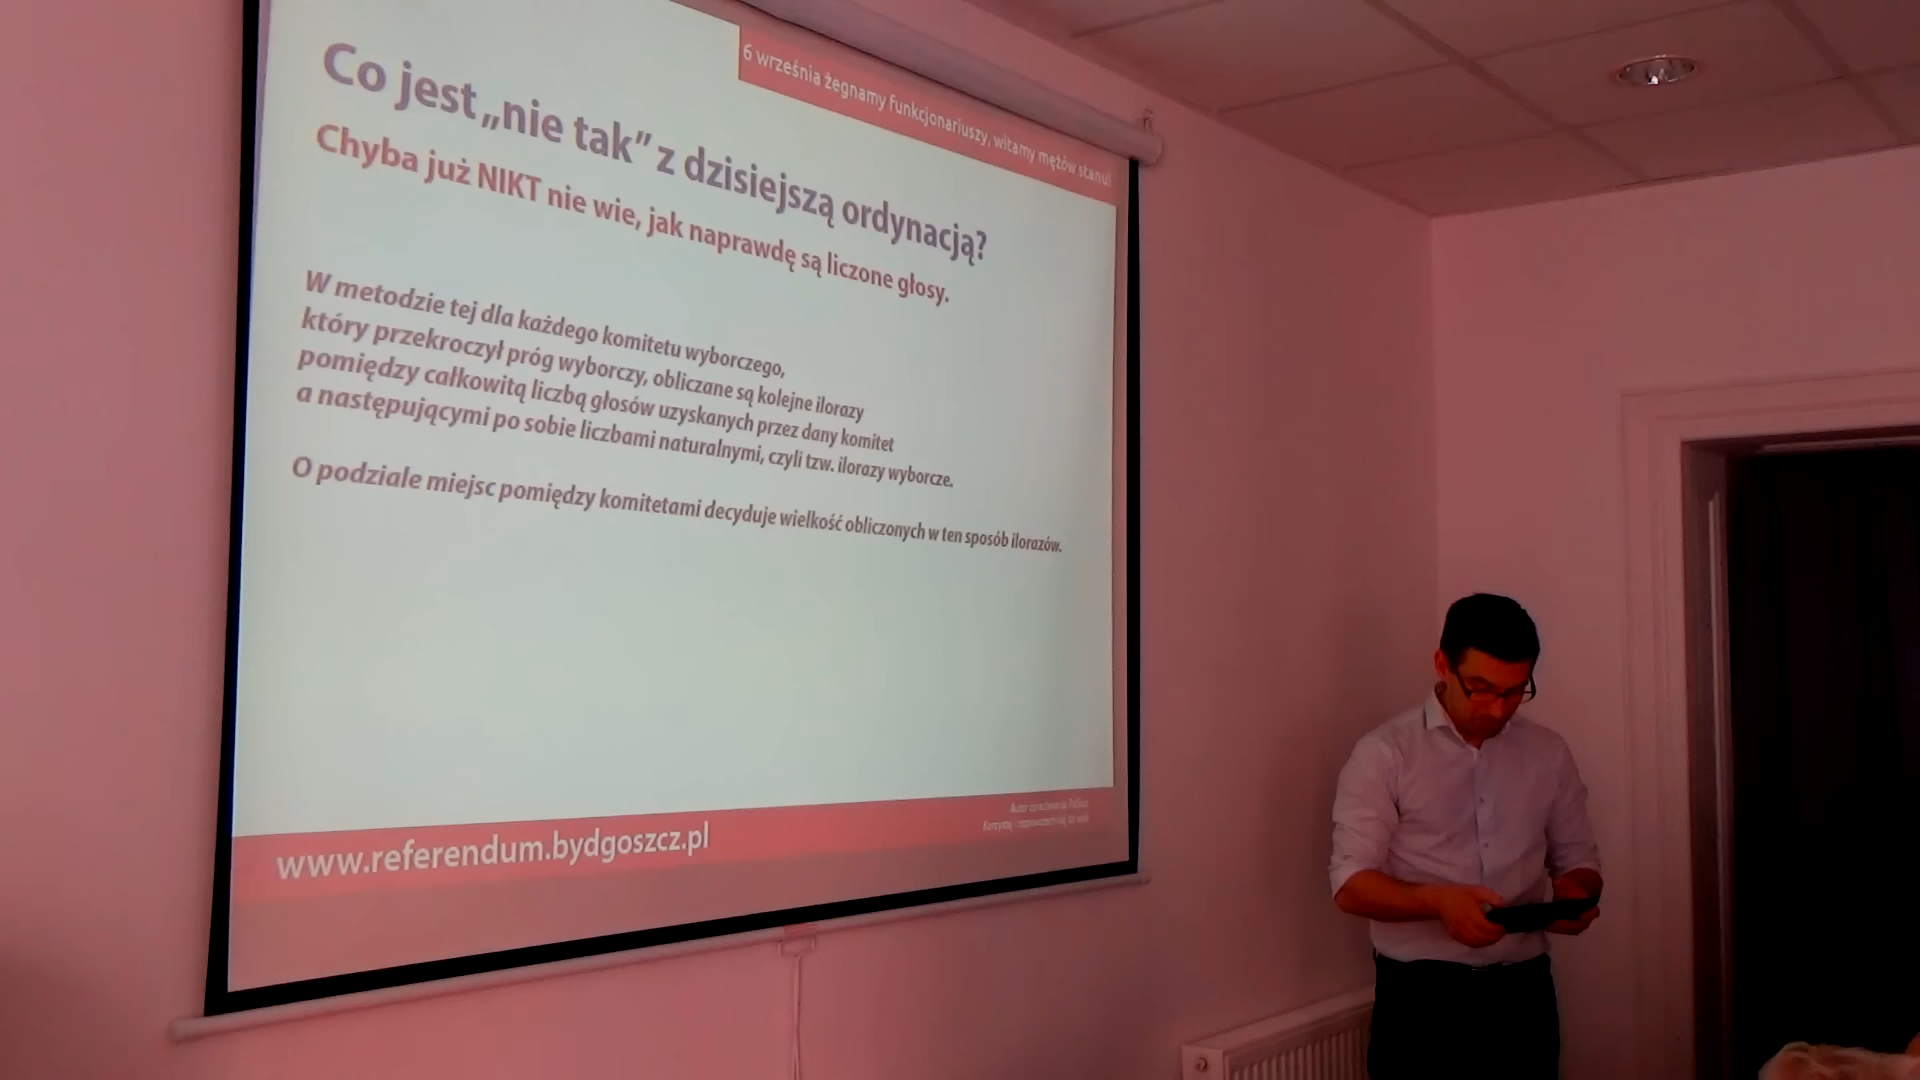 6 września żegnamy funkcjonariuszy, witamy mężów stanu!
Co jest „nie tak” z dzisiejszą ordynacją?
Chyba już NIKT nie wie, jak naprawdę są liczone głosy.
W metodzie tej dla każdego komitetu wyborczego,
który przekroczył próg wyborczy, obliczane są kolejne ilorazy
pomiędzy całkowitą liczbą głosów uzyskanych przez dany komitet
a następującymi po sobie liczbami naturalnymi, czyli tzw. ilorazy wyborcze.
O podziale miejsc pomiędzy komitetami decyduje wielkość obliczonych w ten sposób ilorazów.
www.referendum.bydgoszcz.pl